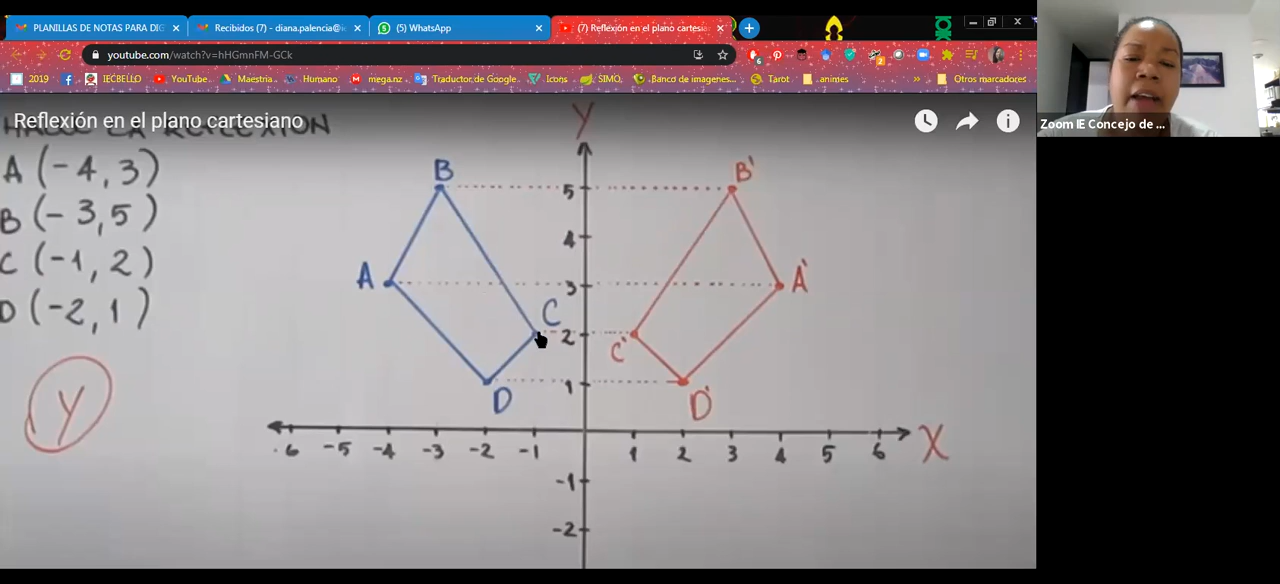 PLANILLAS DE NOTAS PARA DIG
Recibidos (7) - diana.palencia@i
(5) WhatsApp
(7) Reflexión en el plano cartesia
youtube.com/watch?v=hHGmnFM-GCk
2019
IECBELLO
YouTube
Maestria
Humano
mega.nz
Traductor de Google
Icons
SIMO.
Banco de imagenes...
Tarot
animes
»
Otros marcadores
Reflexión en el plano cartesiano
LA REFLEXIÓN
A (-4, 3)
B (-3, 5)
C (-1, 2)
D (-2, 1)
Y
Y
B
B'
5
4
A
3
A'
C
2
C'
1
D
D'
-6 -5 -4 -3 -2 -1 1 2 3 4 5 6 X
-1
-2
Zoom IE Concejo de ...